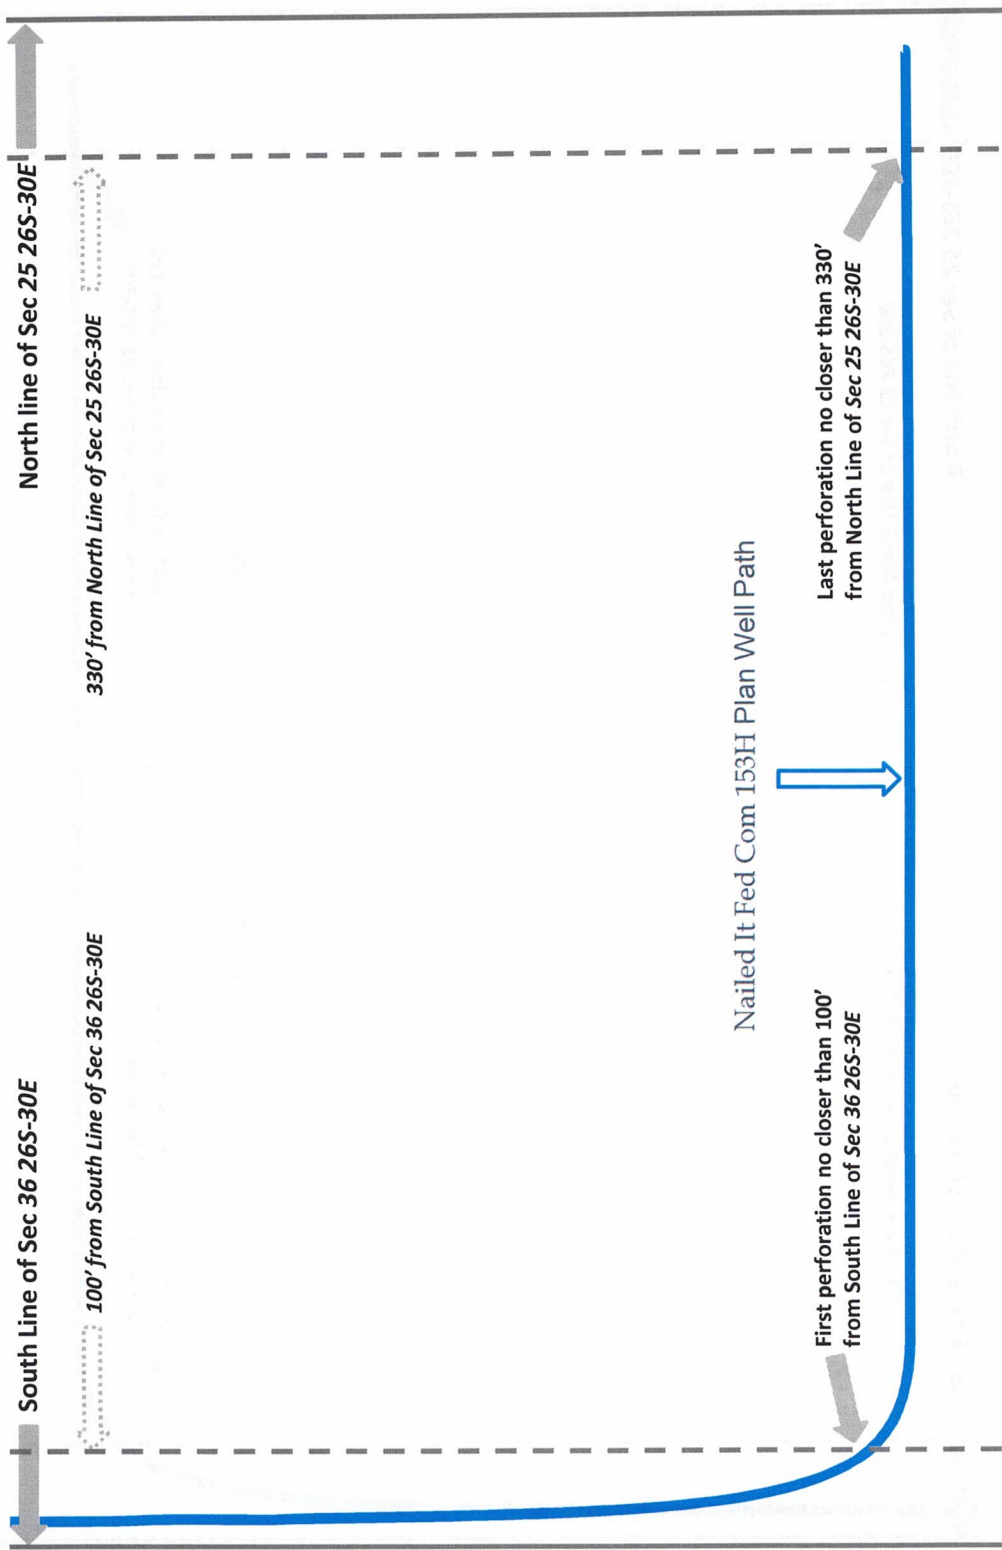 South Line of Sec 36 26S-30E
North line of Sec 25 26S-30E
100' from South Line of Sec 36 26S-30E
330' from North Line of Sec 25 26S-30E
Nailed It Fed Com 153H Plan Well Path
First perforation no closer than 100'
from South Line of Sec 36 26S-30E
Last perforation no closer than 330'
from North Line of Sec 25 26S-30E